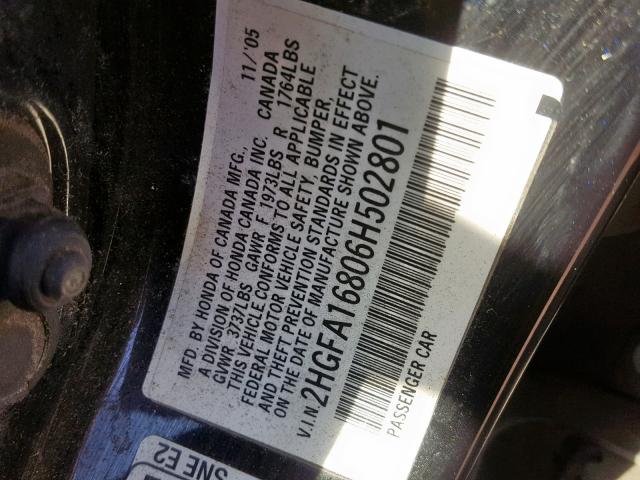 MFD. BY HONDA OF CANADA MFG., 11/'05
A DIVISION OF HONDA CANADA INC, CANADA
GVWR 3737LBS GAWR F 1973LBS R 1764LBS
THIS VEHICLE CONFORMS TO ALL APPLICABLE
FEDERAL MOTOR VEHICLE SAFETY, BUMPER,
AND THEFT PREVENTION STANDARDS IN EFFECT
ON THE DATE OF MANUFACTURE SHOWN ABOVE.
V.I.N. 2HGFA16806H502801
PASSENGER CAR
SNE E2